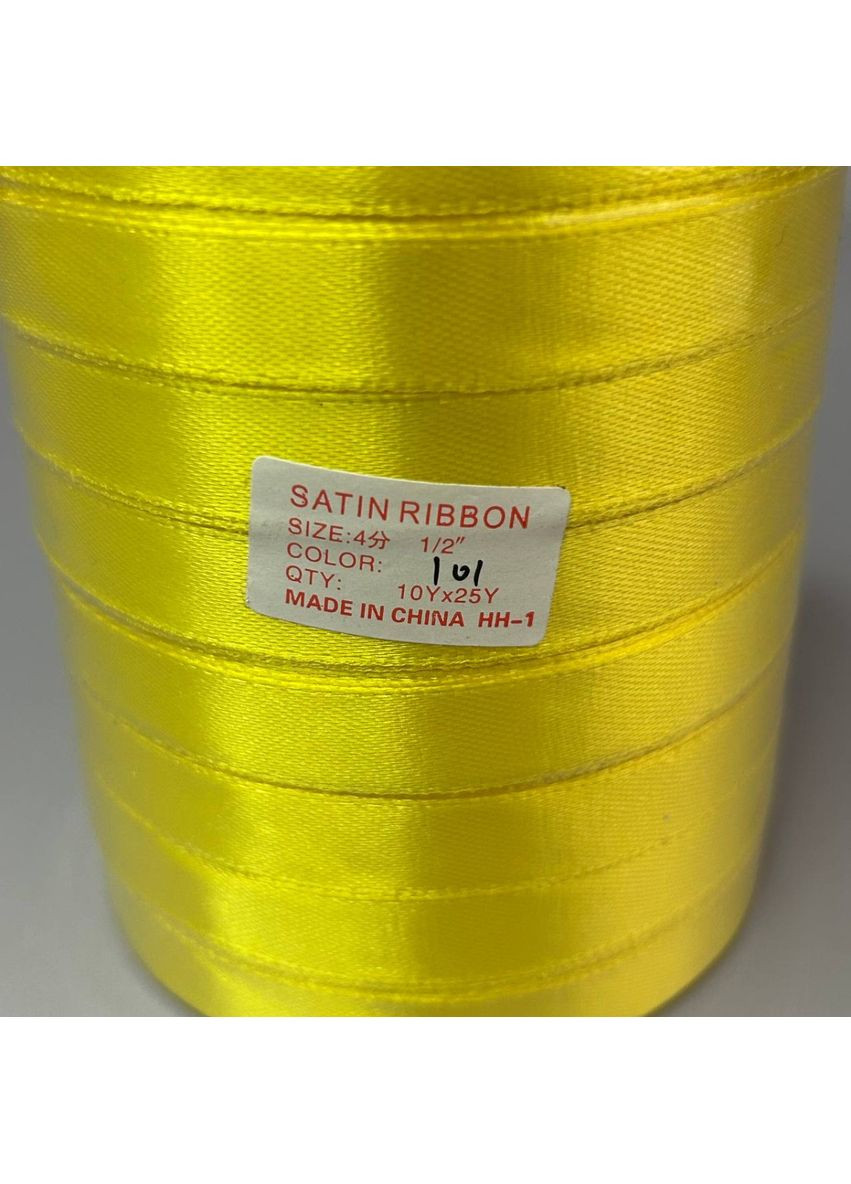 SATIN RIBBON
SIZE:4分 1/2"
COLOR: 101
QTY: 10Yx25Y
MADE IN CHINA HH-1